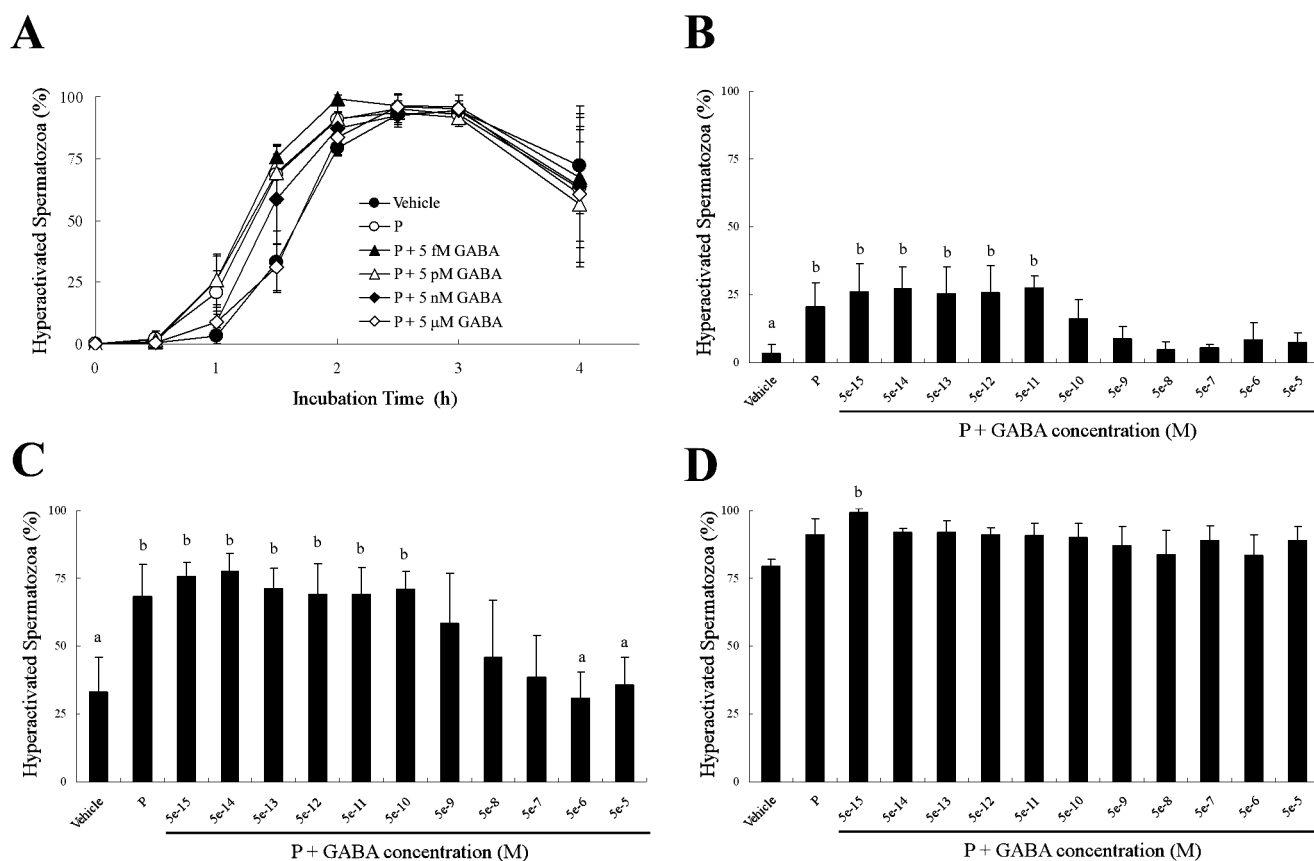 A
Hyperactivated Spermatozoa (%)
100
75
50
25
0
Vehicle
P
P + 5 fM GABA
P + 5 pM GABA
P + 5 nM GABA
P + 5 μM GABA
0 1 2 3 4
Incubation Time (h)
B
Hyperactivated Spermatozoa (%)
100
75
50
25
0
a b b b b b b
Vehicle P 5e-15 5e-14 5e-13 5e-12 5e-11 5e-10 5e-9 5e-8 5e-7 5e-6 5e-5
P + GABA concentration (M)
C
Hyperactivated Spermatozoa (%)
100
75
50
25
0
a b b b b b b b a a
Vehicle P 5e-15 5e-14 5e-13 5e-12 5e-11 5e-10 5e-9 5e-8 5e-7 5e-6 5e-5
P + GABA concentration (M)
D
Hyperactivated Spermatozoa (%)
100
75
50
25
0
b
Vehicle P 5e-15 5e-14 5e-13 5e-12 5e-11 5e-10 5e-9 5e-8 5e-7 5e-6 5e-5
P + GABA concentration (M)